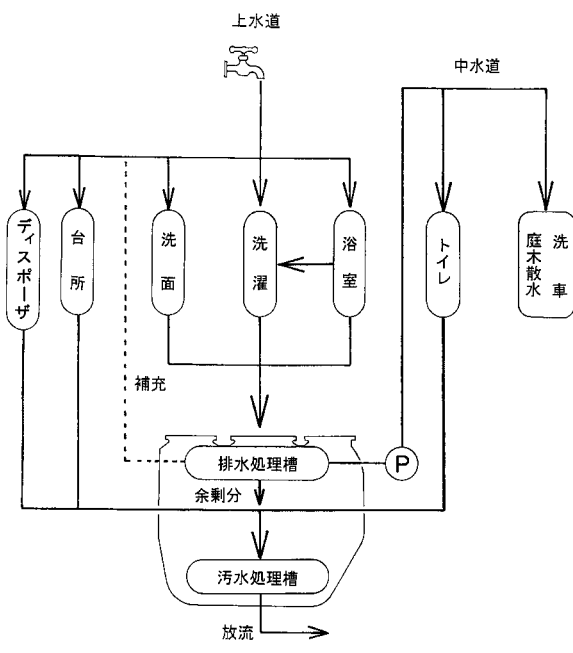 上水道
中水道
ディスポーザ
台所
洗面
洗濯
浴室
トイレ
洗車
庭木散水
補充
排水処理槽
P
余剰分
汚水処理槽
放流